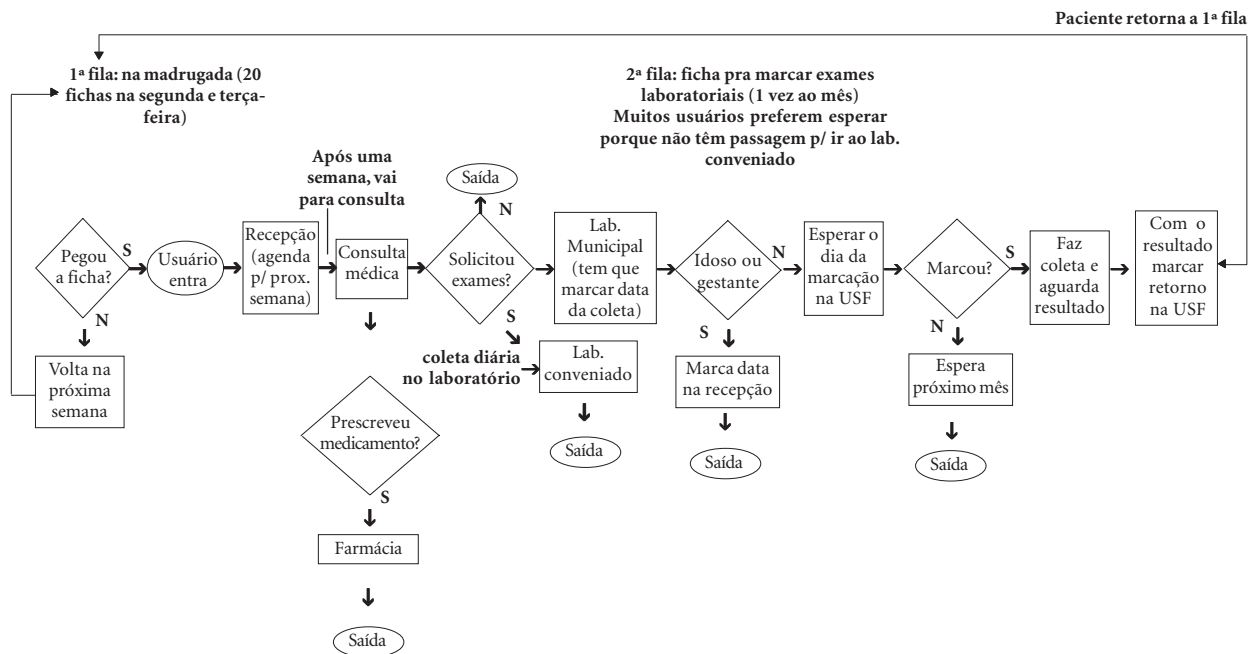 Paciente retorna a 1ª fila
1ª fila: na madrugada (20
fichas na segunda e terça-
feira)
2ª fila: ficha pra marcar exames
laboratoriais (1 vez ao mês)
Muitos usuários preferem esperar
porque não têm passagem p/ ir ao lab.
conveniado
Após uma
semana, vai
para consulta
Saída
N
Pegou
a ficha?
S
N
Usuário
entra
Recepção
(agenda
p/ prox.
semana)
Consulta
médica
Solicitou
exames?
S
Lab.
Municipal
(tem que
marcar data
da coleta)
Idoso ou
gestante
N
S
Esperar o
dia da
marcação
na USF
Marcou?
S
N
Faz
coleta e
aguarda
resultado
Com o
resultado
marcar
retorno
na USF
Volta na
próxima
semana
coleta diária
no laboratório
Lab.
conveniado
Saída
Marca data
na recepção
Saída
Espera
próximo mês
Saída
Prescreveu
medicamento?
S
Farmácia
Saída